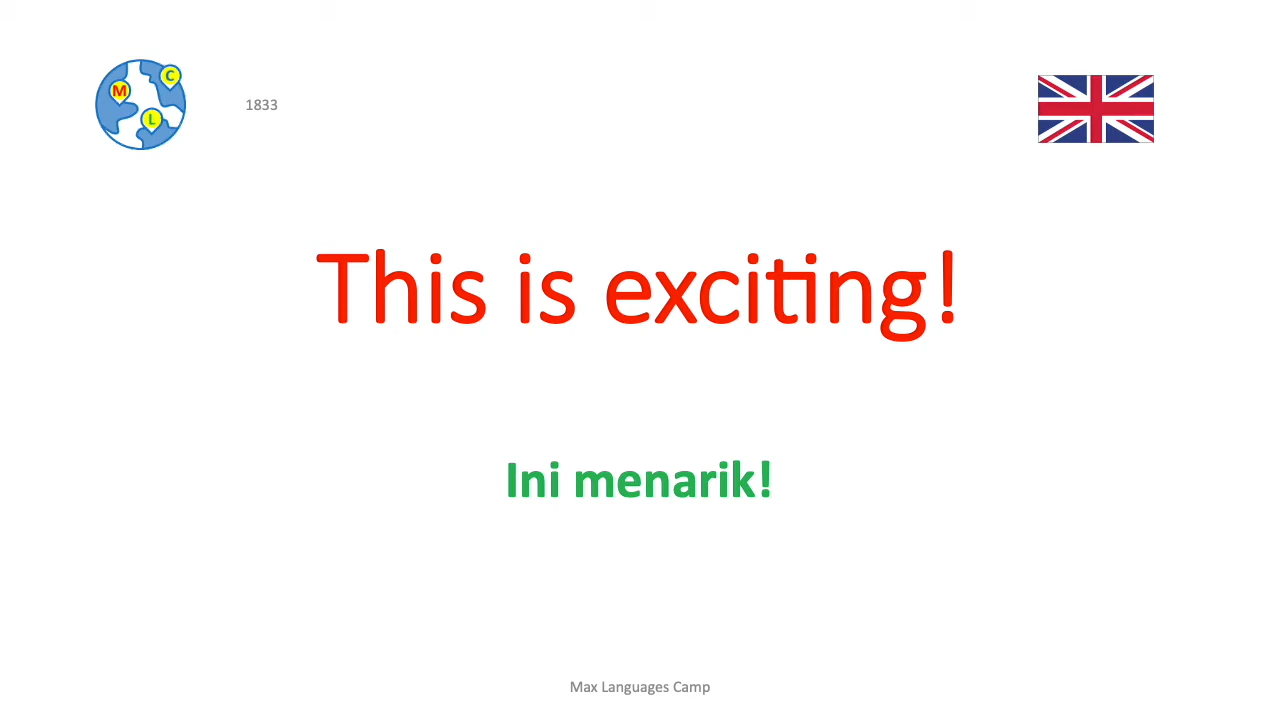 C
M
L
1833
This is exciting!
Ini menarik!
Max Languages Camp